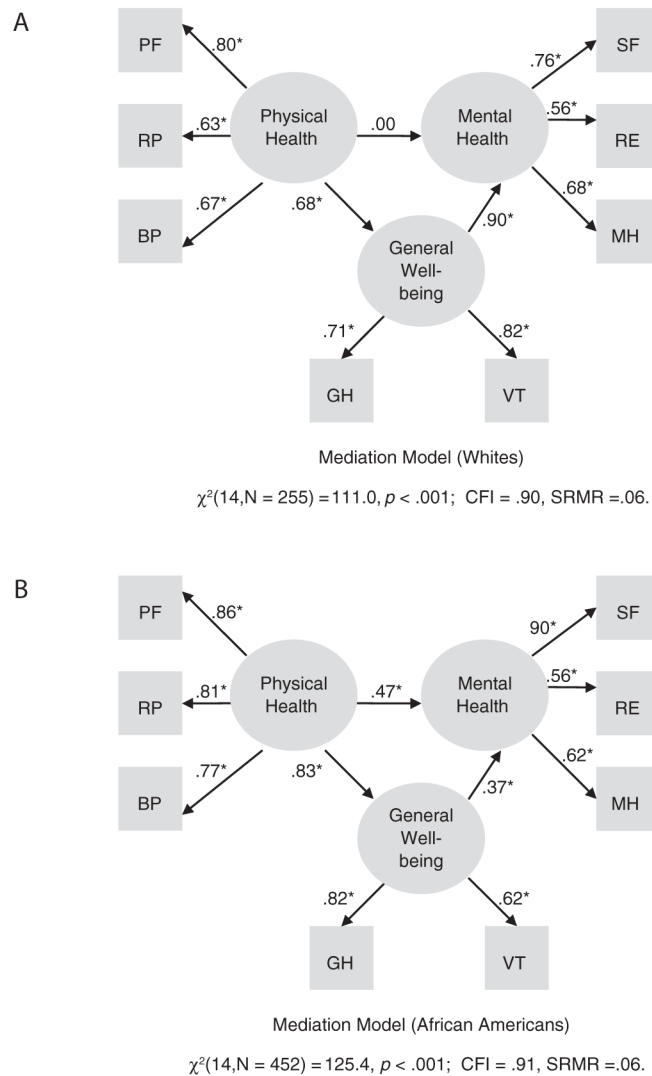 A
PF
.80*
SF
.76*
RP
.63*
Physical
Health
.00
Mental
Health
.56*
RE
BP
.67*
.68*
.90*
.68*
MH
General
Well-
being
.71*
.82*
GH
VT
Mediation Model (Whites)
χ²(14,N = 255) = 111.0, p < .001; CFI = .90, SRMR =.06.
B
PF
.86*
SF
90*
RP
.81*
Physical
Health
.47*
Mental
Health
.56*
RE
BP
.77*
.83*
.37*
.62*
MH
General
Well-
being
.82*
.62*
GH
VT
Mediation Model (African Americans)
χ²(14,N = 452) = 125.4, p < .001; CFI = .91, SRMR =.06.